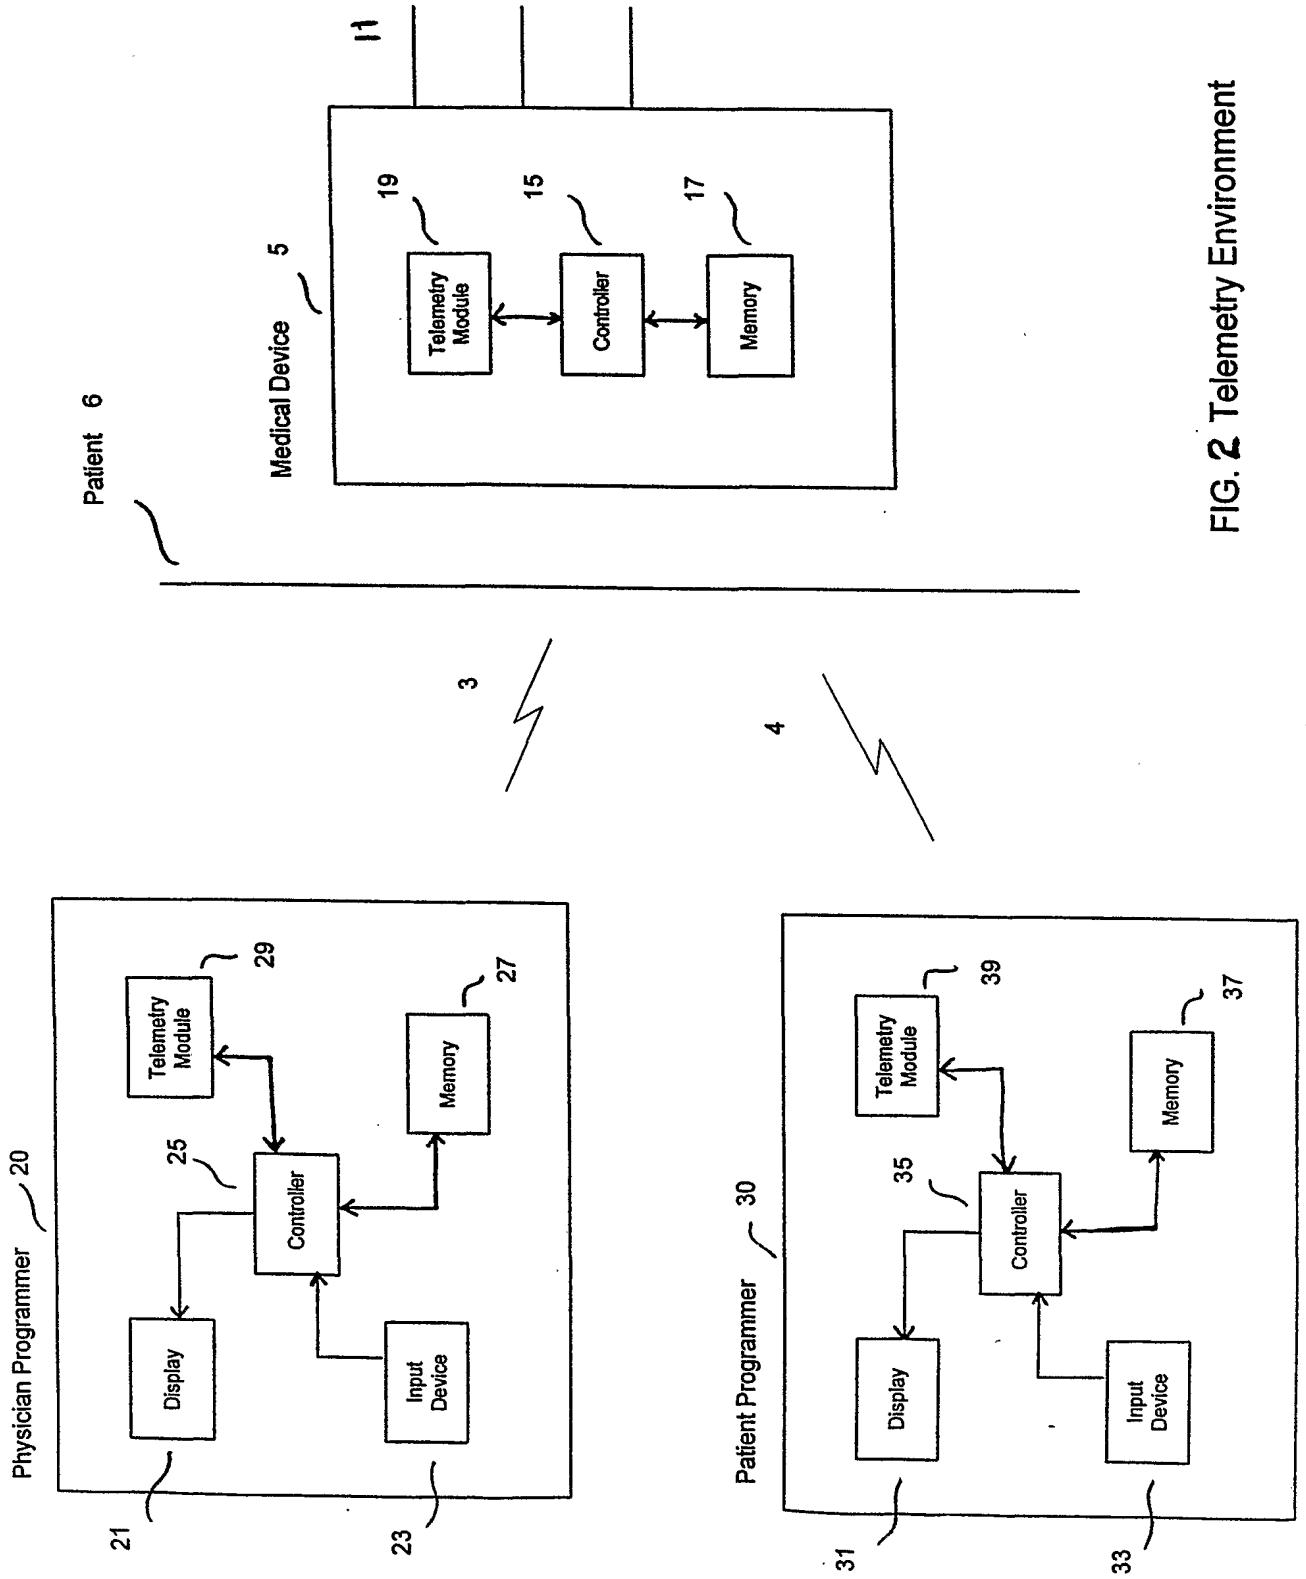 Physician Programmer 20
21
Display
Telemetry
Module
29
25
Controller
23
Input
Device
Memory
27
Patient Programmer 30
31
Display
Telemetry
Module
39
35
Controller
33
Input
Device
Memory
37
3
4
Patient 6
Medical Device 5
Telemetry
Module
19
Controller
15
Memory
17
11
FIG. 2 Telemetry Environment